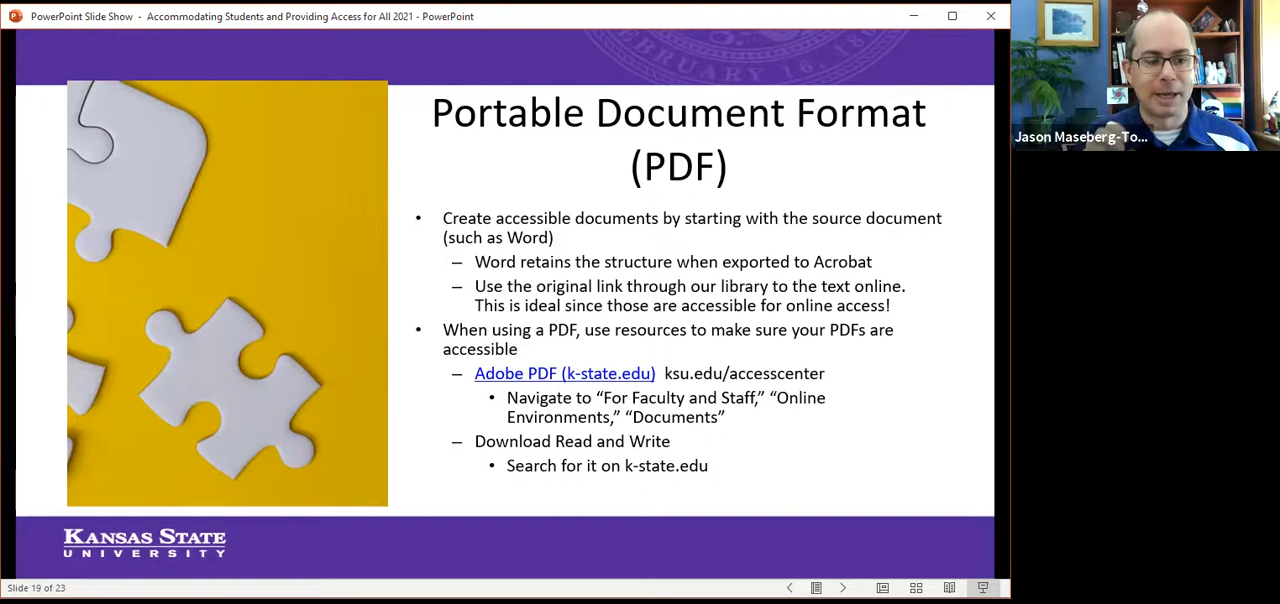 PowerPoint Slide Show - Accommodating Students and Providing Access for All 2021 - PowerPoint
FEBRUARY 16, 186
Portable Document Format
(PDF)
• Create accessible documents by starting with the source document
(such as Word)
– Word retains the structure when exported to Acrobat
– Use the original link through our library to the text online.
This is ideal since those are accessible for online access!
• When using a PDF, use resources to make sure your PDFs are
accessible
– Adobe PDF (k-state.edu) ksu.edu/accesscenter
• Navigate to “For Faculty and Staff,” “Online
Environments,” “Documents”
– Download Read and Write
• Search for it on k-state.edu
KANSAS STATE
UNIVERSITY
Slide 19 of 23
Jason Maseberg-To...